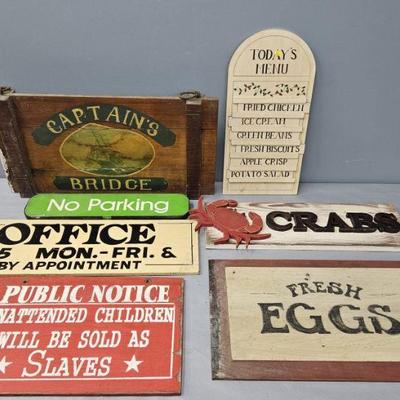 CAPTAIN'S
BRIDGE
TODAY'S
MENU
FRIED CHICKEN
ICE CREAM
GREEN BEANS
FRESH BISCUITS
APPLE CRISP
POTATO SALAD
No Parking
CRABS
OFFICE
5 MON.-FRI. &
BY APPOINTMENT
PUBLIC NOTICE
UNATTENDED CHILDREN
WILL BE SOLD AS
SLAVES
FRESH
EGGS